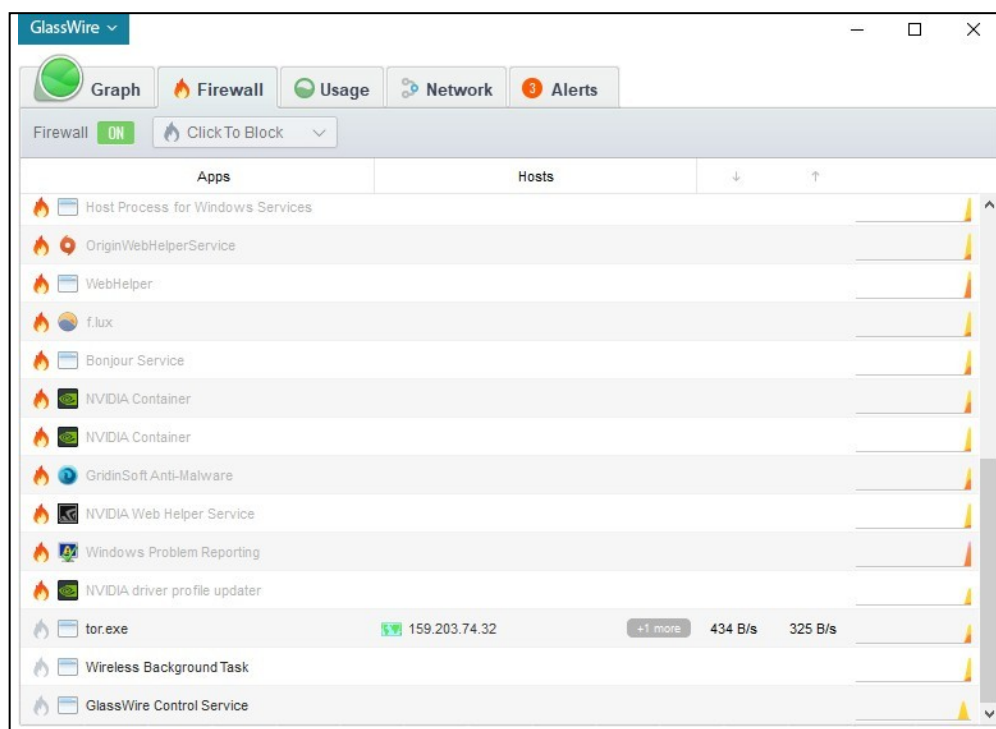 GlassWire
Graph Firewall Usage Network 3 Alerts
Firewall ON Click To Block
Apps Hosts ↓ ↑
Host Process for Windows Services
OriginWebHelperService
WebHelper
f.lux
Bonjour Service
NVIDIA Container
NVIDIA Container
GridinSoft Anti-Malware
NVIDIA Web Helper Service
Windows Problem Reporting
NVIDIA driver profile updater
tor.exe 159.203.74.32 +1 more 434 B/s 325 B/s
Wireless Background Task
GlassWire Control Service